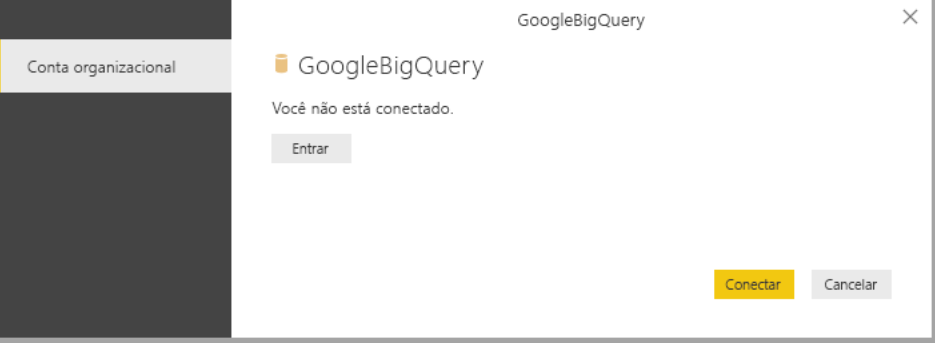 GoogleBigQuery
Conta organizacional
GoogleBigQuery
Você não está conectado.
Entrar
Conectar
Cancelar